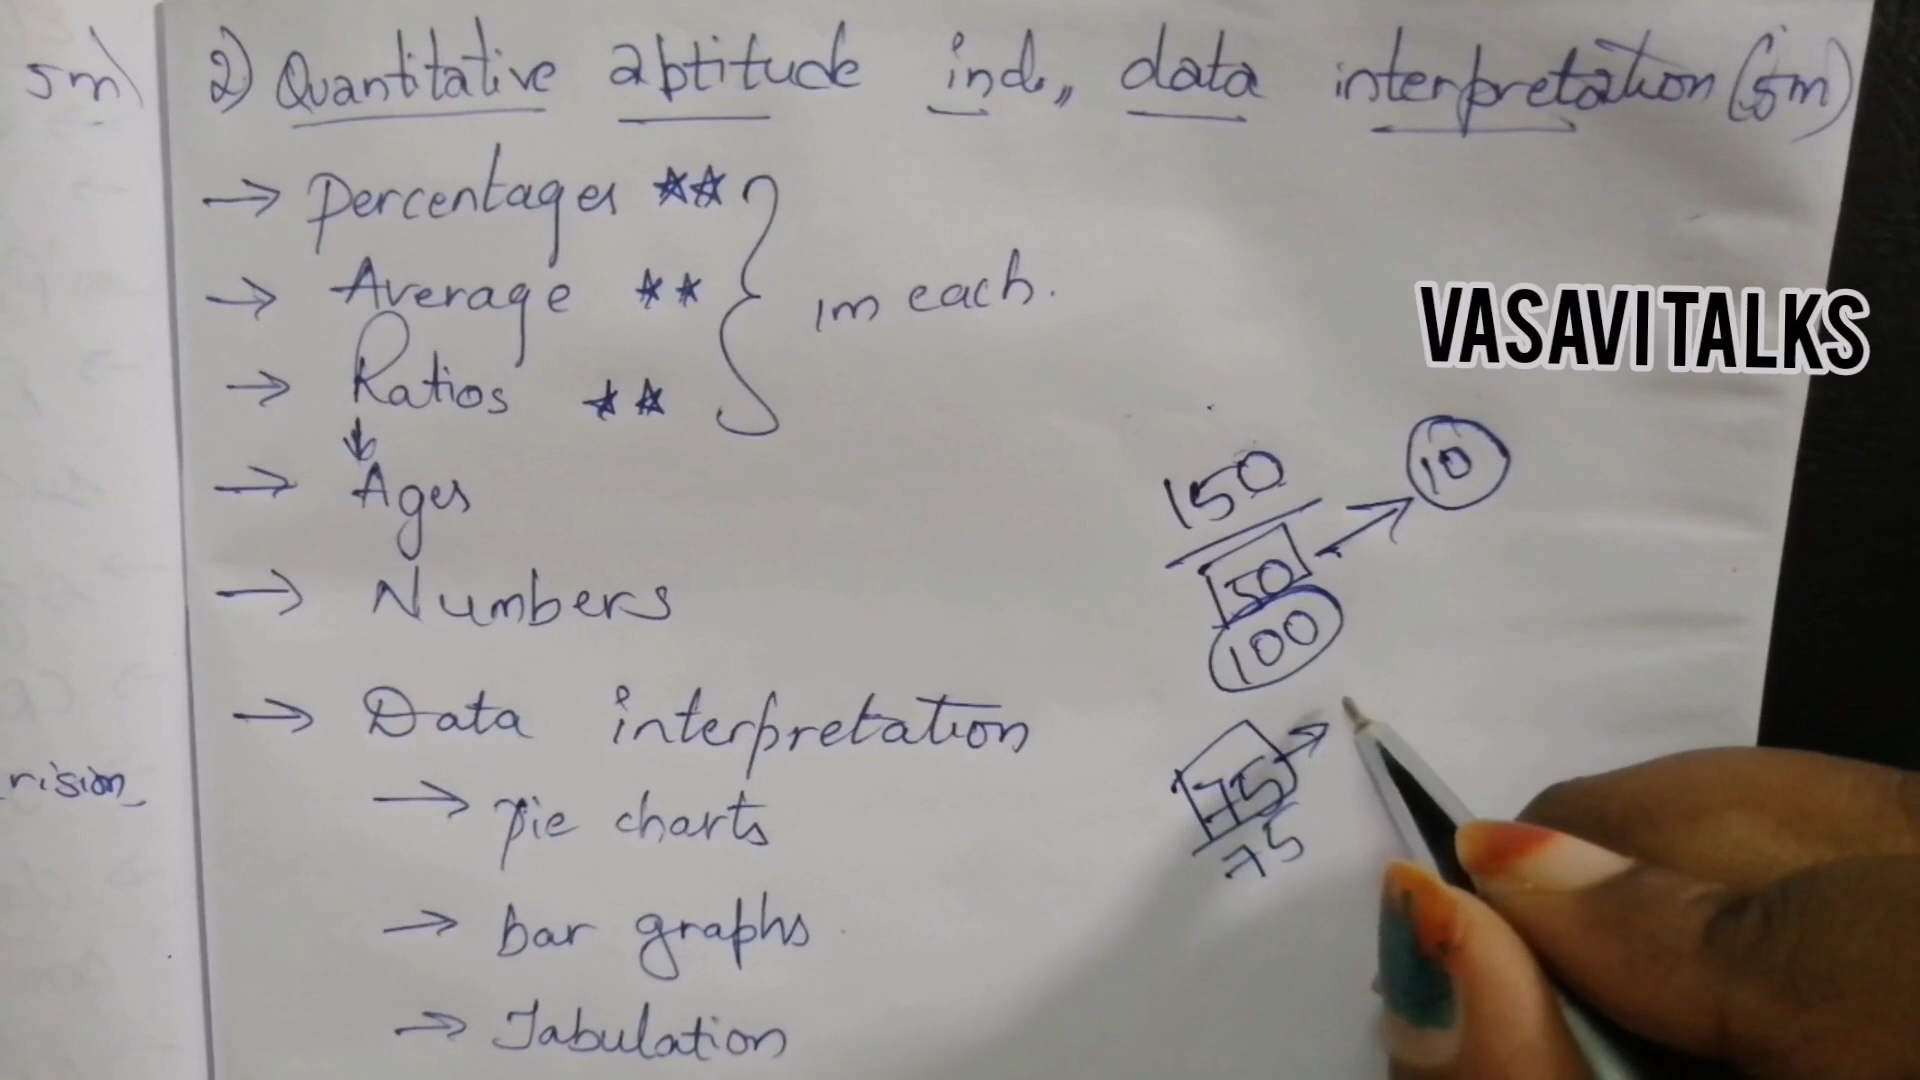 5m)
2) Quantitative aptitude ind., data interpretation (5m)
→ Percentages ★★
→ Average ★★
1m each.
→ Ratios ★★
→ Ages
→ Numbers
→ Data interpretation
→ pie charts
→ bar graphs
→ Tabulation
rision
VASAVI TALKS
150
50
100
10
75
75